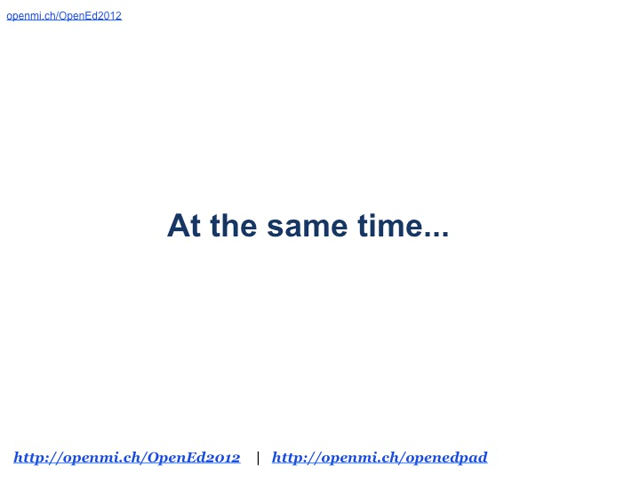 openmi.ch/OpenEd2012
At the same time...
http://openmi.ch/OpenEd2012 | http://openmi.ch/openedpad